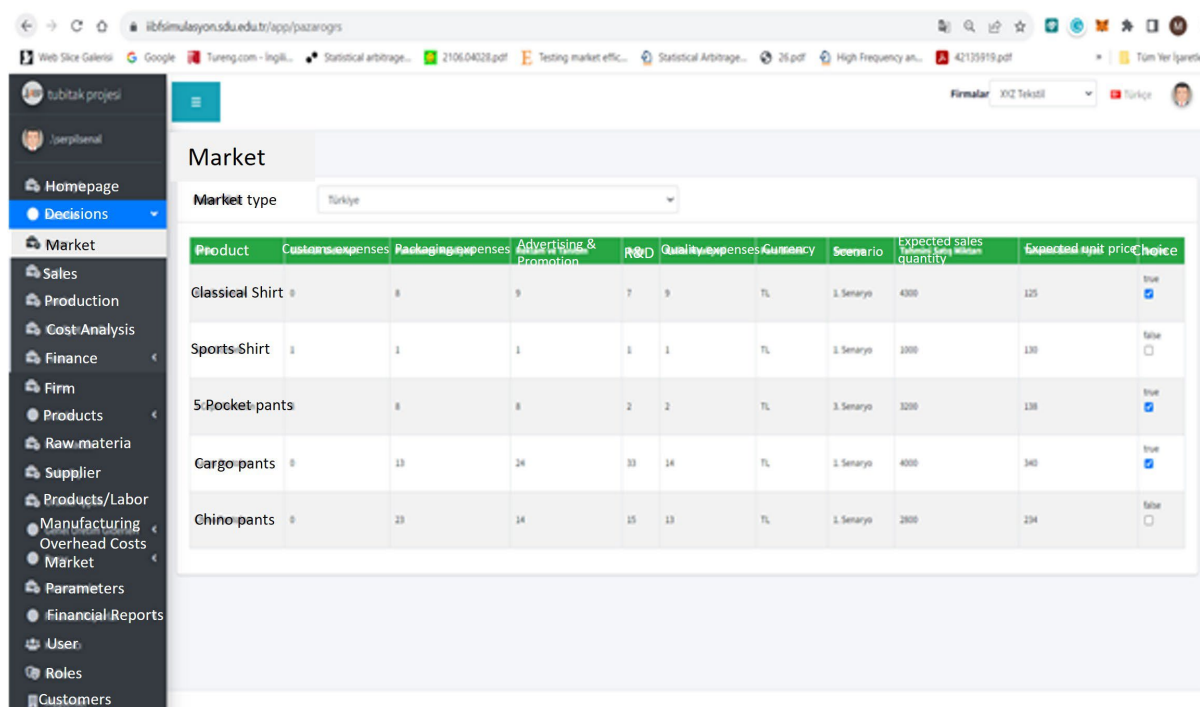 iibfsimulasyon.sdu.edu.tr/app/pazarogrs
Web Slice Galerisi Google Tureng.com - İngili... Statistical arbitrage... 2106.04028.pdf Testing market effic... Statistical Arbitrage... 26.pdf High Frequency an... 42135919.pdf » Tüm Yer İşaretle
tubitak projesi
Firmalar XYZ Tekstil Türkçe
.\serpilsenal
Market
Homepage
Market type Türkiye
Decisions
Market
Product Customs expenses Packaging expenses Advertising & Promotion R&D Quality expenses Currency Scenario Expected sales quantity Expected unit price Choice
Sales
Classical Shirt 0 8 9 7 9 TL 1. Senaryo 4300 125 true
Production
Cost Analysis
Sports Shirt 1 1 1 1 1 TL 1. Senaryo 1000 130 false
Finance
Firm
5 Pocket pants 8 8 2 2 TL 3. Senaryo 3200 138 true
Products
Raw materia
Cargo pants 0 13 24 33 14 TL 1. Senaryo 4000 340 true
Supplier
Products/Labor
Chino pants 0 23 14 15 13 TL 1. Senaryo 2800 234 false
Manufacturing
Overhead Costs
Market
Parameters
Financial Reports
User
Roles
Customers